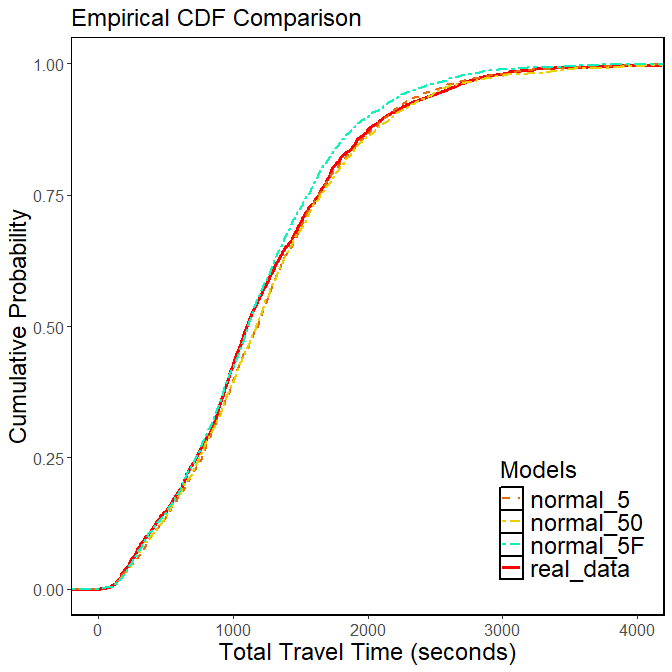 Empirical CDF Comparison
1.00
0.75
0.50
0.25
0.00
Cumulative Probability
Models
normal_5
normal_50
normal_5F
real_data
0
1000
2000
3000
4000
Total Travel Time (seconds)